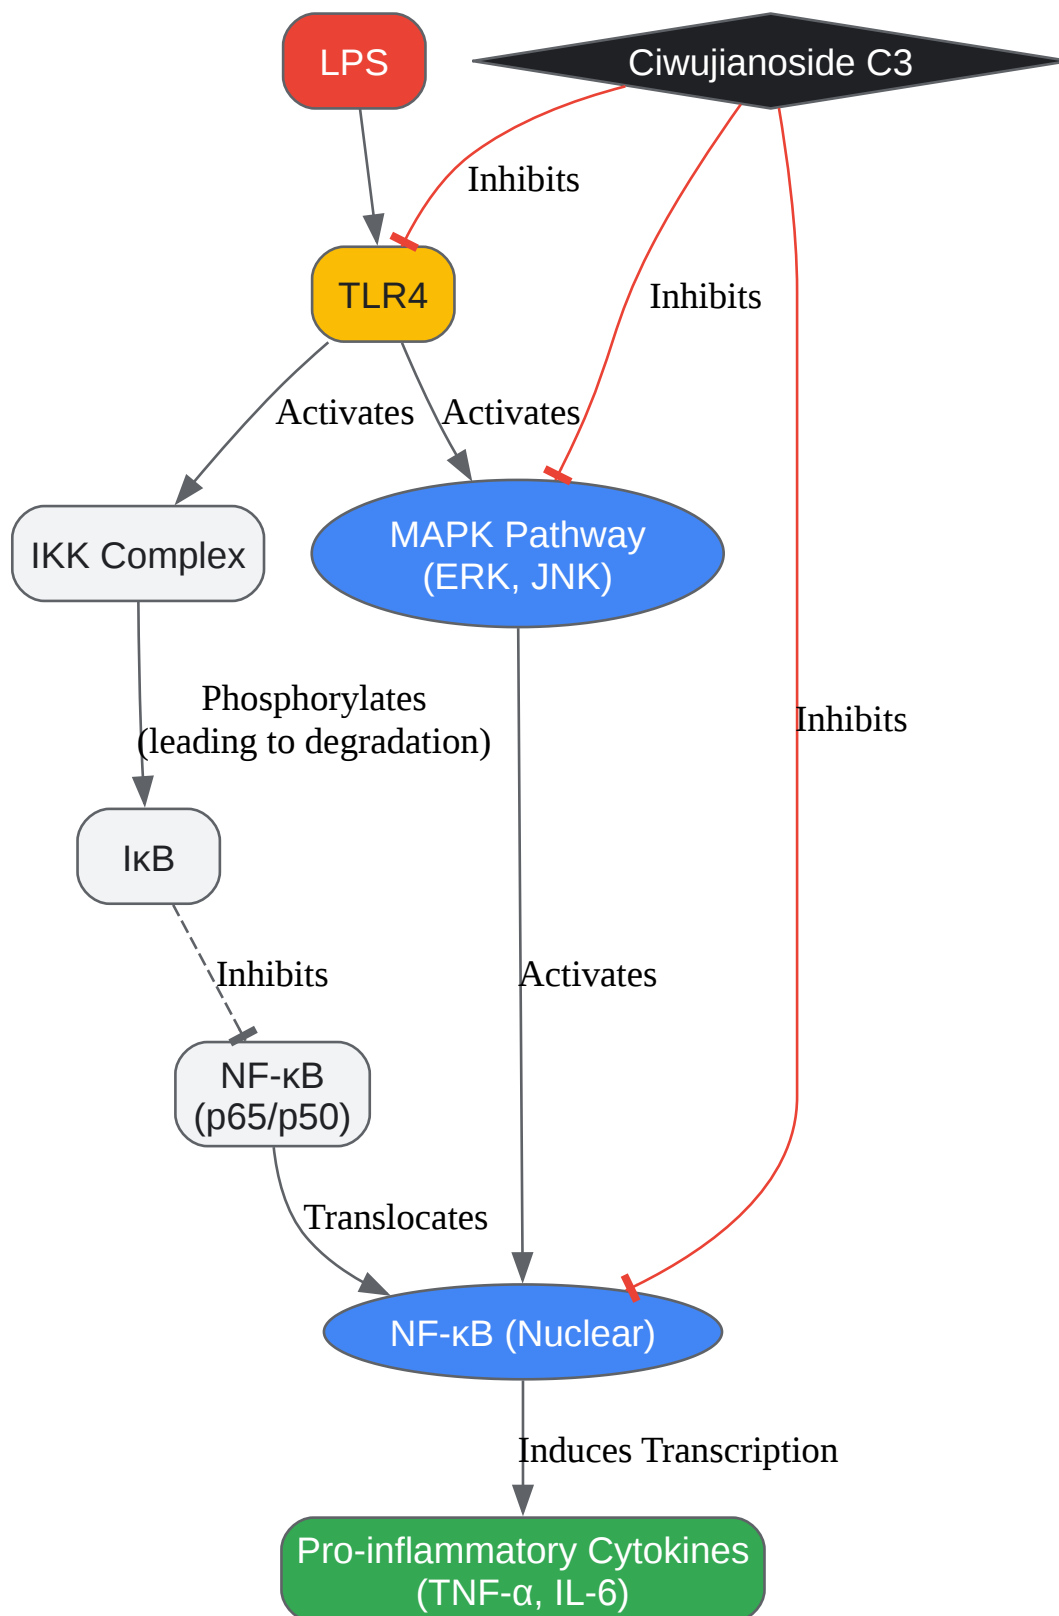 LPS
Ciwujianoside C3
Inhibits
Inhibits
TLR4
Activates
Activates
MAPK Pathway
(ERK, JNK)
IKK Complex
Phosphorylates
(leading to degradation)
Inhibits
IκB
Inhibits
Activates
NF-κB
(p65/p50)
Translocates
NF-κB (Nuclear)
Induces Transcription
Pro-inflammatory Cytokines
(TNF-α, IL-6)